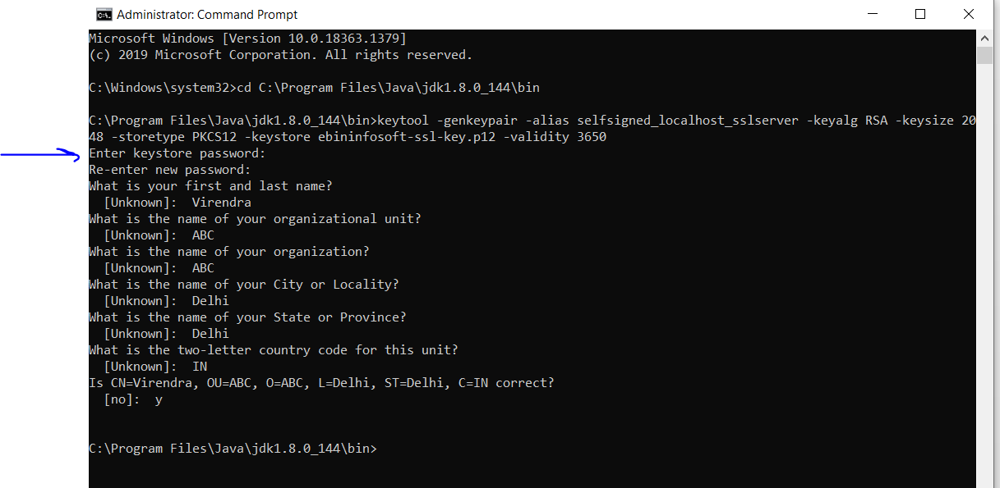 Administrator: Command Prompt
Microsoft Windows [Version 10.0.18363.1379]
(c) 2019 Microsoft Corporation. All rights reserved.
C:\Windows\system32>cd C:\Program Files\Java\jdk1.8.0_144\bin
C:\Program Files\Java\jdk1.8.0_144\bin>keytool -genkeypair -alias selfsigned_localhost_sslserver -keyalg RSA -keysize 20
48 -storetype PKCS12 -keystore ebininfosoft-ssl-key.p12 -validity 3650
Enter keystore password:
Re-enter new password:
What is your first and last name?
  [Unknown]:  Virendra
What is the name of your organizational unit?
  [Unknown]:  ABC
What is the name of your organization?
  [Unknown]:  ABC
What is the name of your City or Locality?
  [Unknown]:  Delhi
What is the name of your State or Province?
  [Unknown]:  Delhi
What is the two-letter country code for this unit?
  [Unknown]:  IN
Is CN=Virendra, OU=ABC, O=ABC, L=Delhi, ST=Delhi, C=IN correct?
  [no]:  y
C:\Program Files\Java\jdk1.8.0_144\bin>